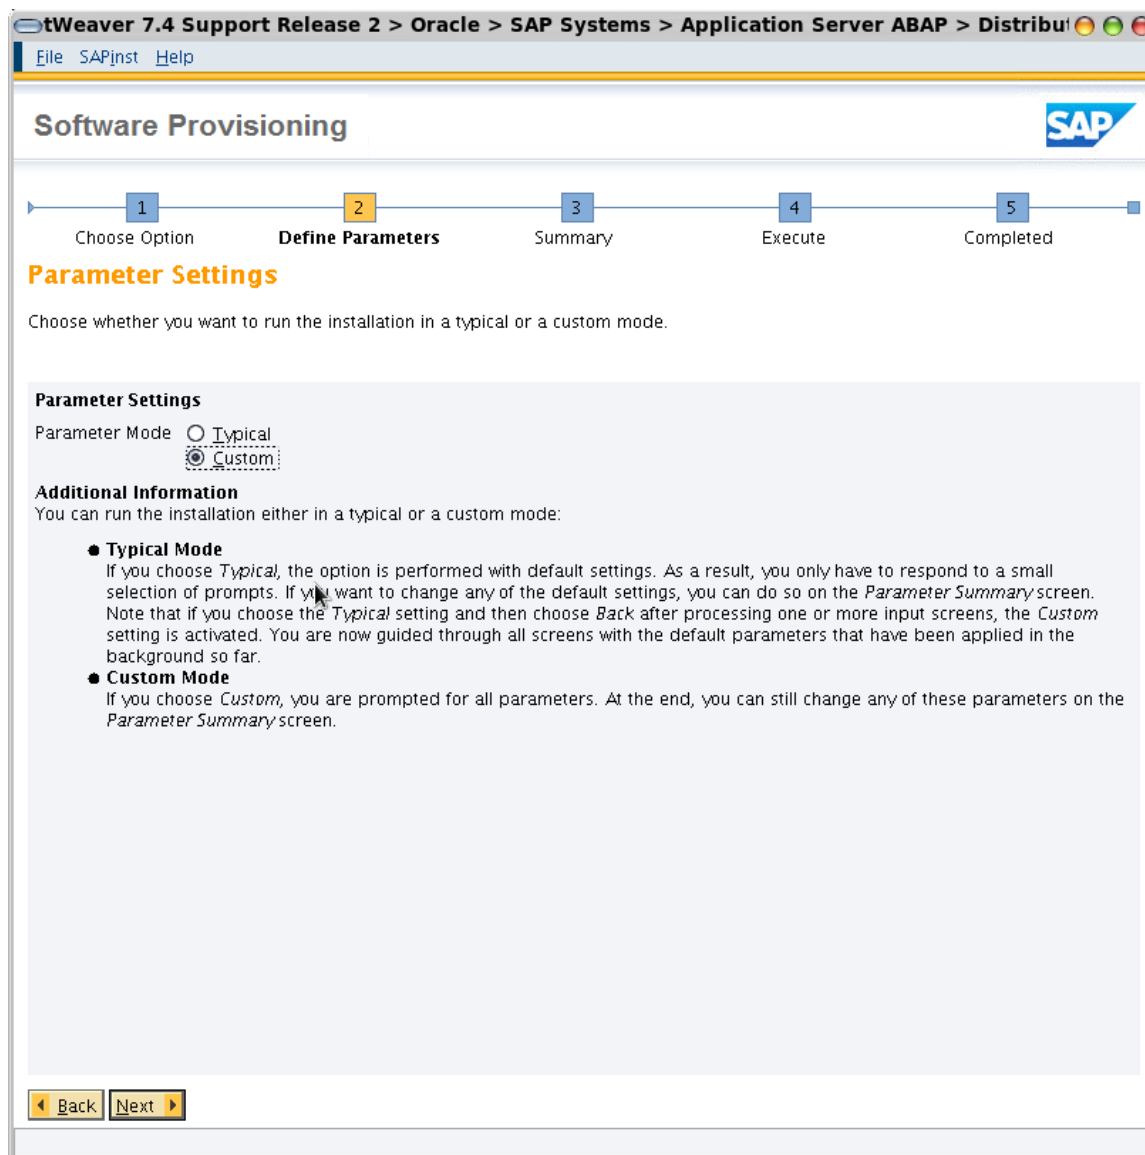 tWeaver 7.4 Support Release 2 > Oracle > SAP Systems > Application Server ABAP > Distribut
File SAPinst Help
Software Provisioning
SAP
1 2 3 4 5
Choose Option Define Parameters Summary Execute Completed
Parameter Settings
Choose whether you want to run the installation in a typical or a custom mode.
Parameter Settings
Parameter Mode Typical
Custom
Additional Information
You can run the installation either in a typical or a custom mode:
Typical Mode
If you choose Typical, the option is performed with default settings. As a result, you only have to respond to a small
selection of prompts. If you want to change any of the default settings, you can do so on the Parameter Summary screen.
Note that if you choose the Typical setting and then choose Back after processing one or more input screens, the Custom
setting is activated. You are now guided through all screens with the default parameters that have been applied in the
background so far.
Custom Mode
If you choose Custom, you are prompted for all parameters. At the end, you can still change any of these parameters on the
Parameter Summary screen.
Back Next